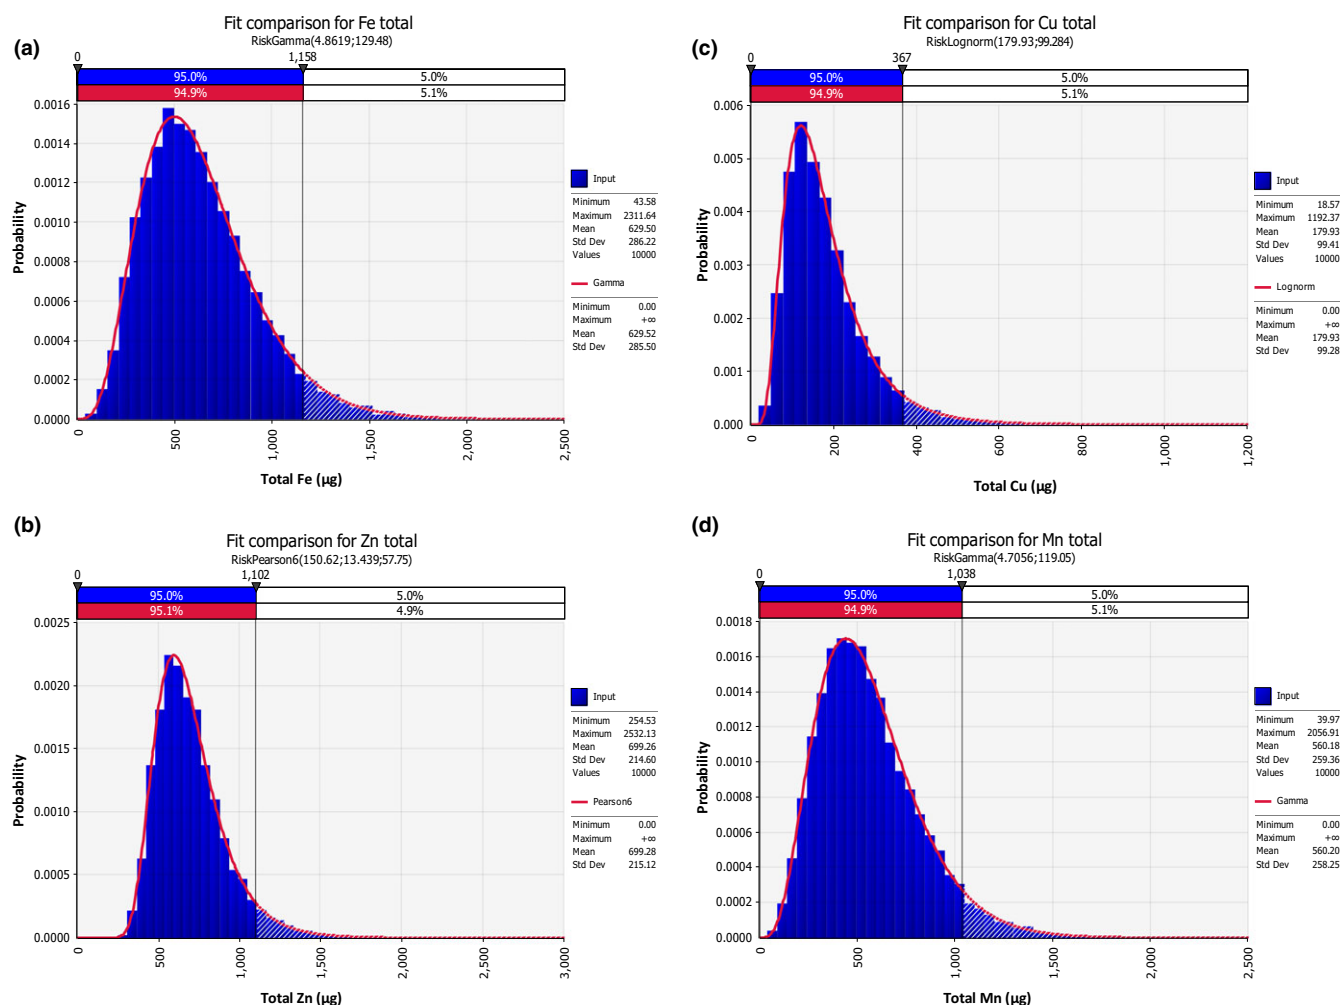 (a)
Fit comparison for Fe total
RiskGamma(4.8619;129.48)
0 1,158
95.0% 5.0%
94.9% 5.1%
0.0016
0.0014
0.0012
0.0010
0.0008
0.0006
0.0004
0.0002
0.0000
Probability
0 500 1,000 1,500 2,000 2,500
Total Fe (µg)
Input
Minimum 43.58
Maximum 2311.64
Mean 629.50
Std Dev 286.22
Values 10000
Gamma
Minimum 0.00
Maximum +∞
Mean 629.52
Std Dev 285.50
(c)
Fit comparison for Cu total
RiskLognorm(179.93;99.284)
0 367
95.0% 5.0%
94.9% 5.1%
0.006
0.005
0.004
0.003
0.002
0.001
0.000
Probability
0 200 400 600 800 1,000 1,200
Total Cu (µg)
Input
Minimum 18.57
Maximum 1192.37
Mean 179.93
Std Dev 99.41
Values 10000
Lognorm
Minimum 0.00
Maximum +∞
Mean 179.93
Std Dev 99.28
(b)
Fit comparison for Zn total
RiskPearson6(150.62;13.439;57.75)
0 1,102
95.0% 5.0%
95.1% 4.9%
0.0025
0.0020
0.0015
0.0010
0.0005
0.0000
Probability
0 500 1,000 1,500 2,000 2,500 3,000
Total Zn (µg)
Input
Minimum 254.53
Maximum 2532.13
Mean 699.26
Std Dev 214.60
Values 10000
Pearson6
Minimum 0.00
Maximum +∞
Mean 699.28
Std Dev 215.12
(d)
Fit comparison for Mn total
RiskGamma(4.7056;119.05)
0 1,038
95.0% 5.0%
94.9% 5.1%
0.0018
0.0016
0.0014
0.0012
0.0010
0.0008
0.0006
0.0004
0.0002
0.0000
Probability
0 500 1,000 1,500 2,000 2,500
Total Mn (µg)
Input
Minimum 39.97
Maximum 2056.91
Mean 560.18
Std Dev 259.36
Values 10000
Gamma
Minimum 0.00
Maximum +∞
Mean 560.20
Std Dev 258.25